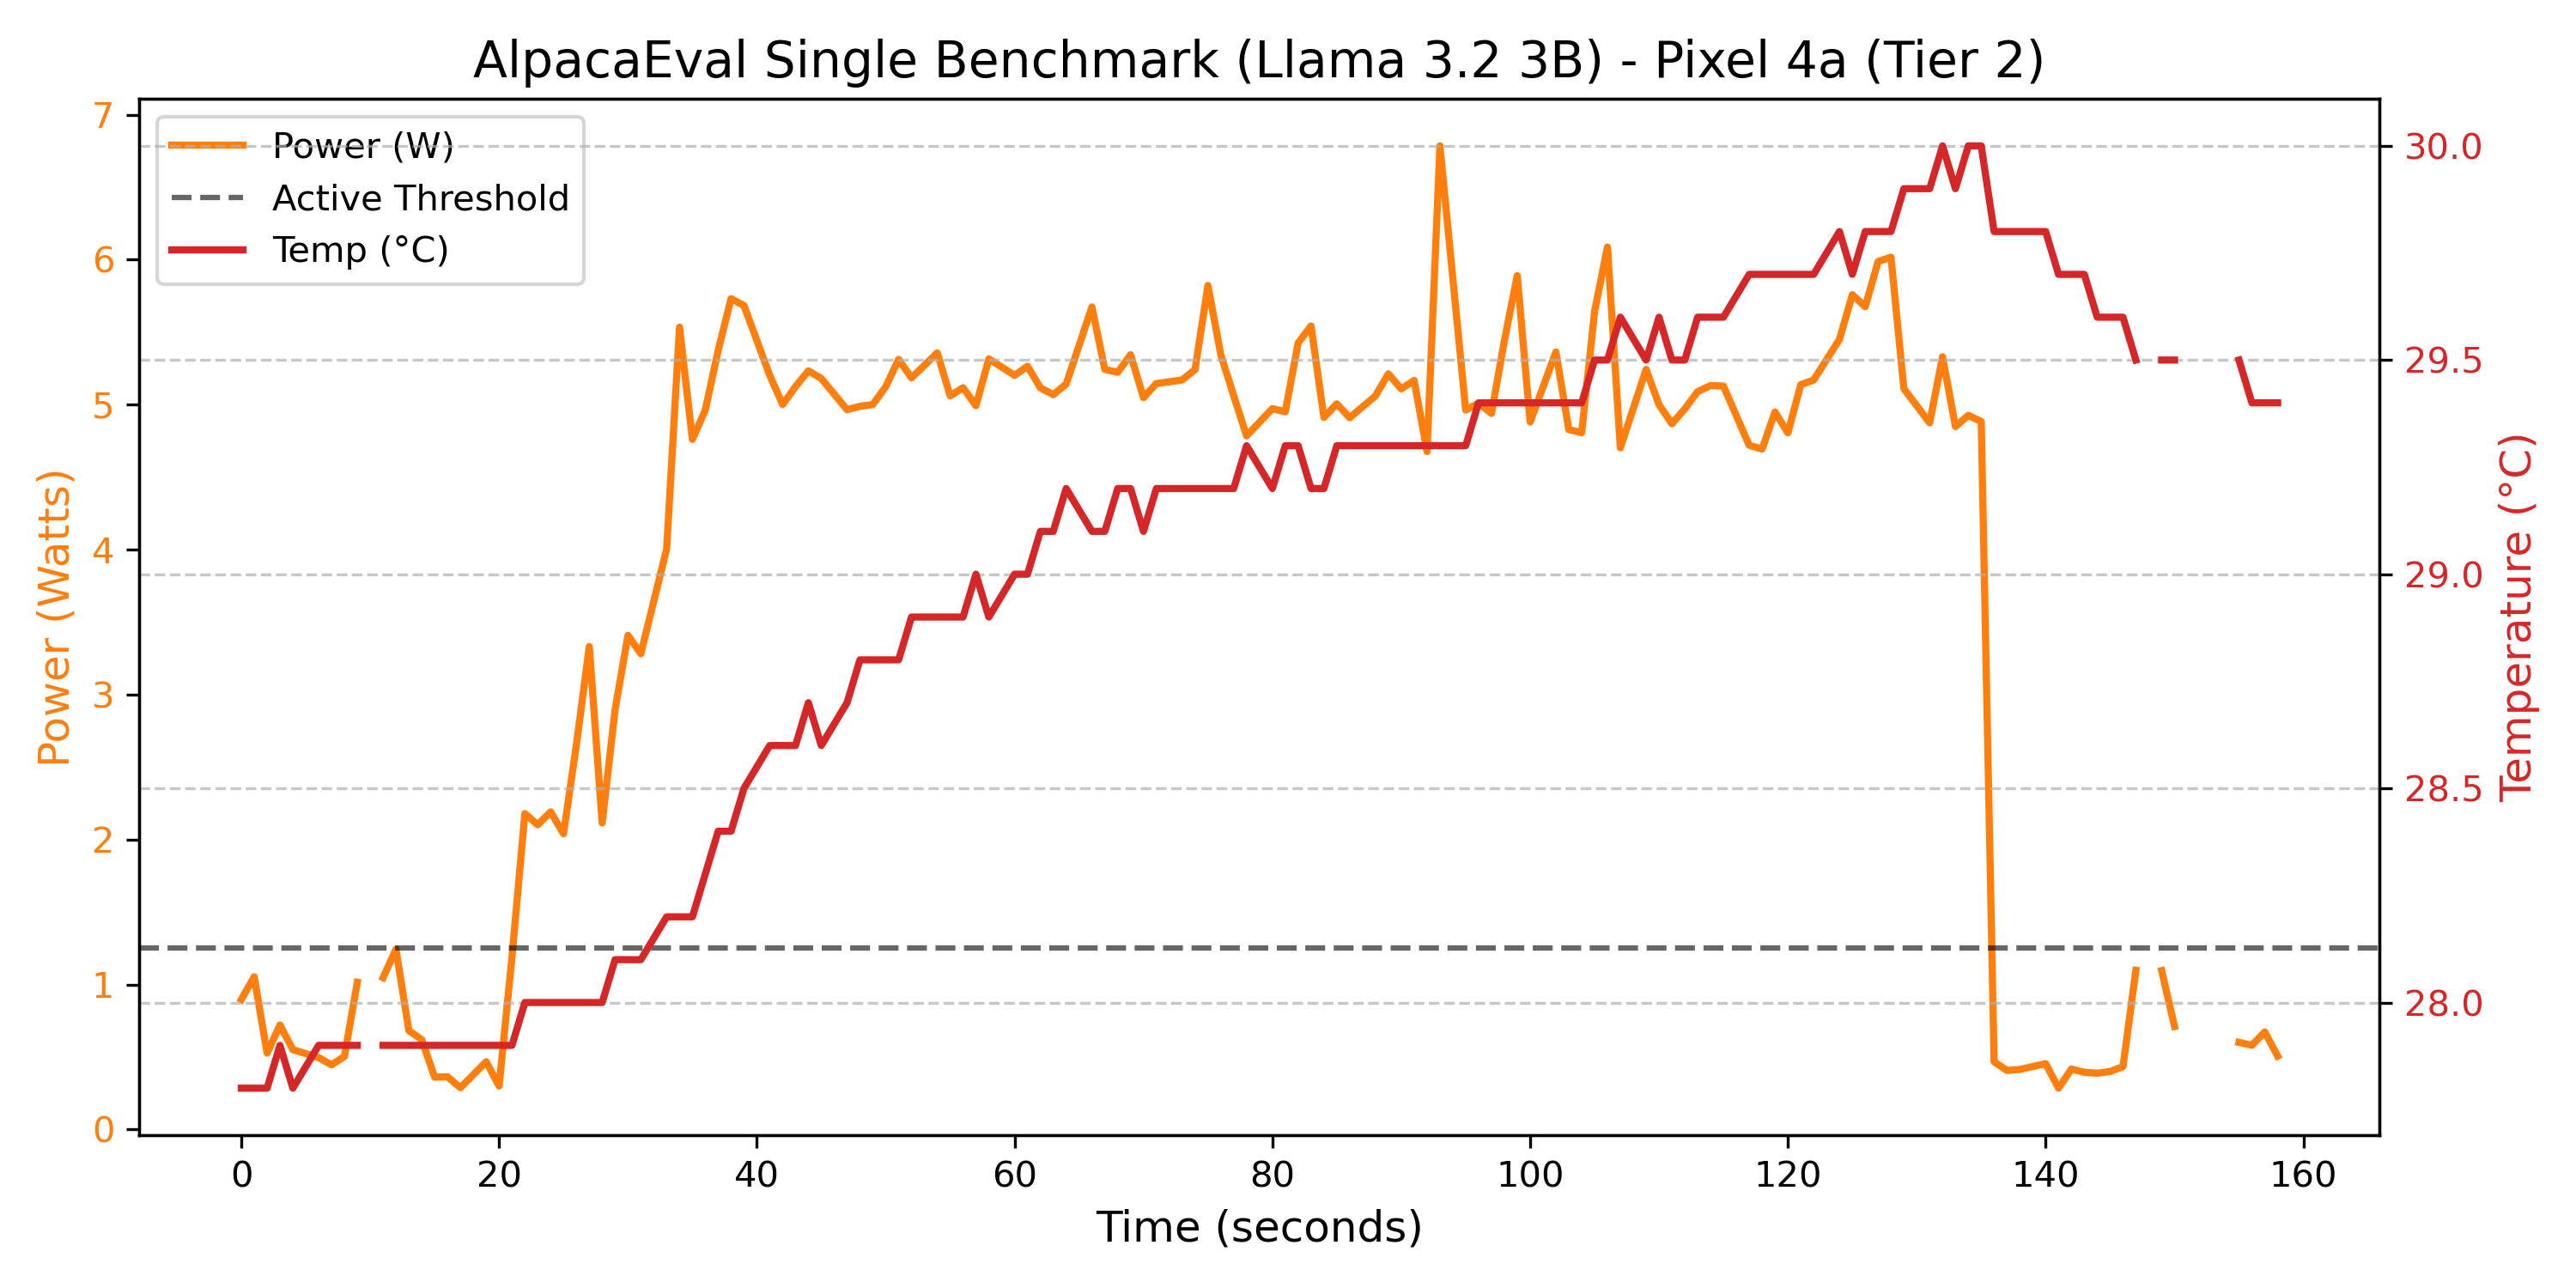 AlpacaEval Single Benchmark (Llama 3.2 3B) - Pixel 4a (Tier 2)
Power (W)
Active Threshold
Temp (°C)
Power (Watts)
7
6
5
4
3
2
1
0
30.0
29.5
29.0
28.5
28.0
Temperature (°C)
0 20 40 60 80 100 120 140 160
Time (seconds)